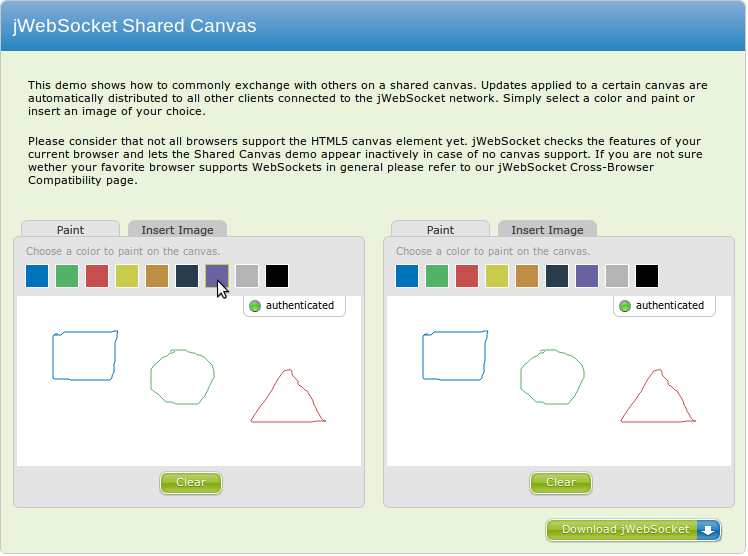 jWebSocket Shared Canvas
This demo shows how to commonly exchange with others on a shared canvas. Updates applied to a certain canvas are
automatically distributed to all other clients connected to the jWebSocket network. Simply select a color and paint or
insert an image of your choice.
Please consider that not all browsers support the HTML5 canvas element yet. jWebSocket checks the features of your
current browser and lets the Shared Canvas demo appear inactively in case of no canvas support. If you are not sure
wether your favorite browser supports WebSockets in general please refer to our jWebSocket Cross-Browser
Compatibility page.
Paint Insert Image
Choose a color to paint on the canvas.
authenticated
Clear
Paint Insert Image
Choose a color to paint on the canvas.
authenticated
Clear
Download jWebSocket